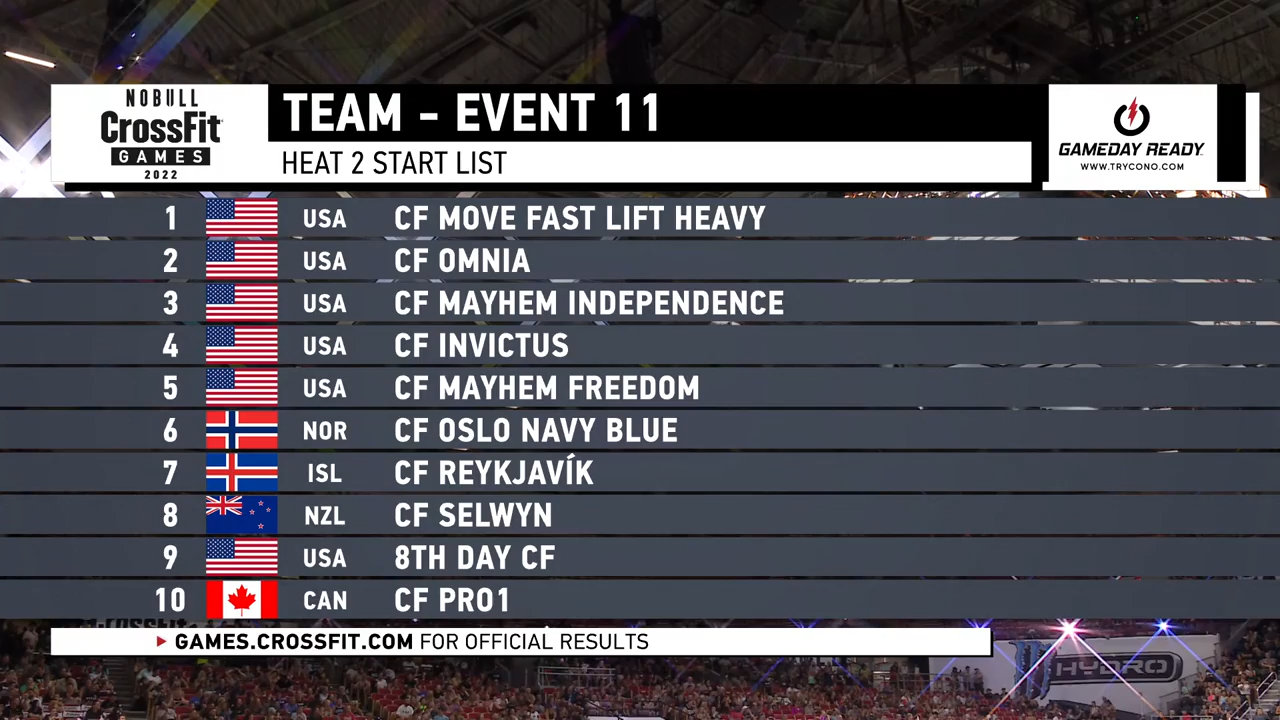 NOBULL
CrossFit
GAMES
2022
TEAM - EVENT 11
HEAT 2 START LIST
GAMEDAY READY
WWW.TRYCONO.COM
1 USA CF MOVE FAST LIFT HEAVY
2 USA CF OMNIA
3 USA CF MAYHEM INDEPENDENCE
4 USA CF INVICTUS
5 USA CF MAYHEM FREEDOM
6 NOR CF OSLO NAVY BLUE
7 ISL CF REYKJAVÍK
8 NZL CF SELWYN
9 USA 8TH DAY CF
10 CAN CF PRO1
GAMES.CROSSFIT.COM FOR OFFICIAL RESULTS
HYDRO